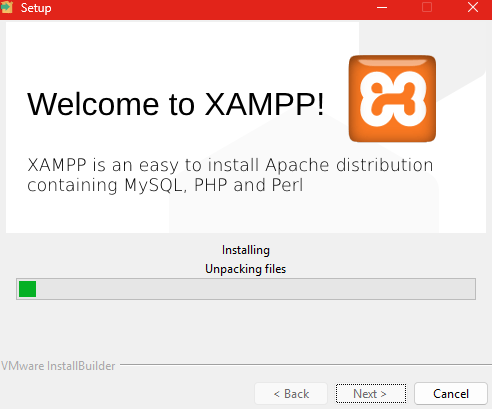 Setup
Welcome to XAMPP!
XAMPP is an easy to install Apache distribution
containing MySQL, PHP and Perl
Installing
Unpacking files
VMware InstallBuilder
< Back
Next >
Cancel